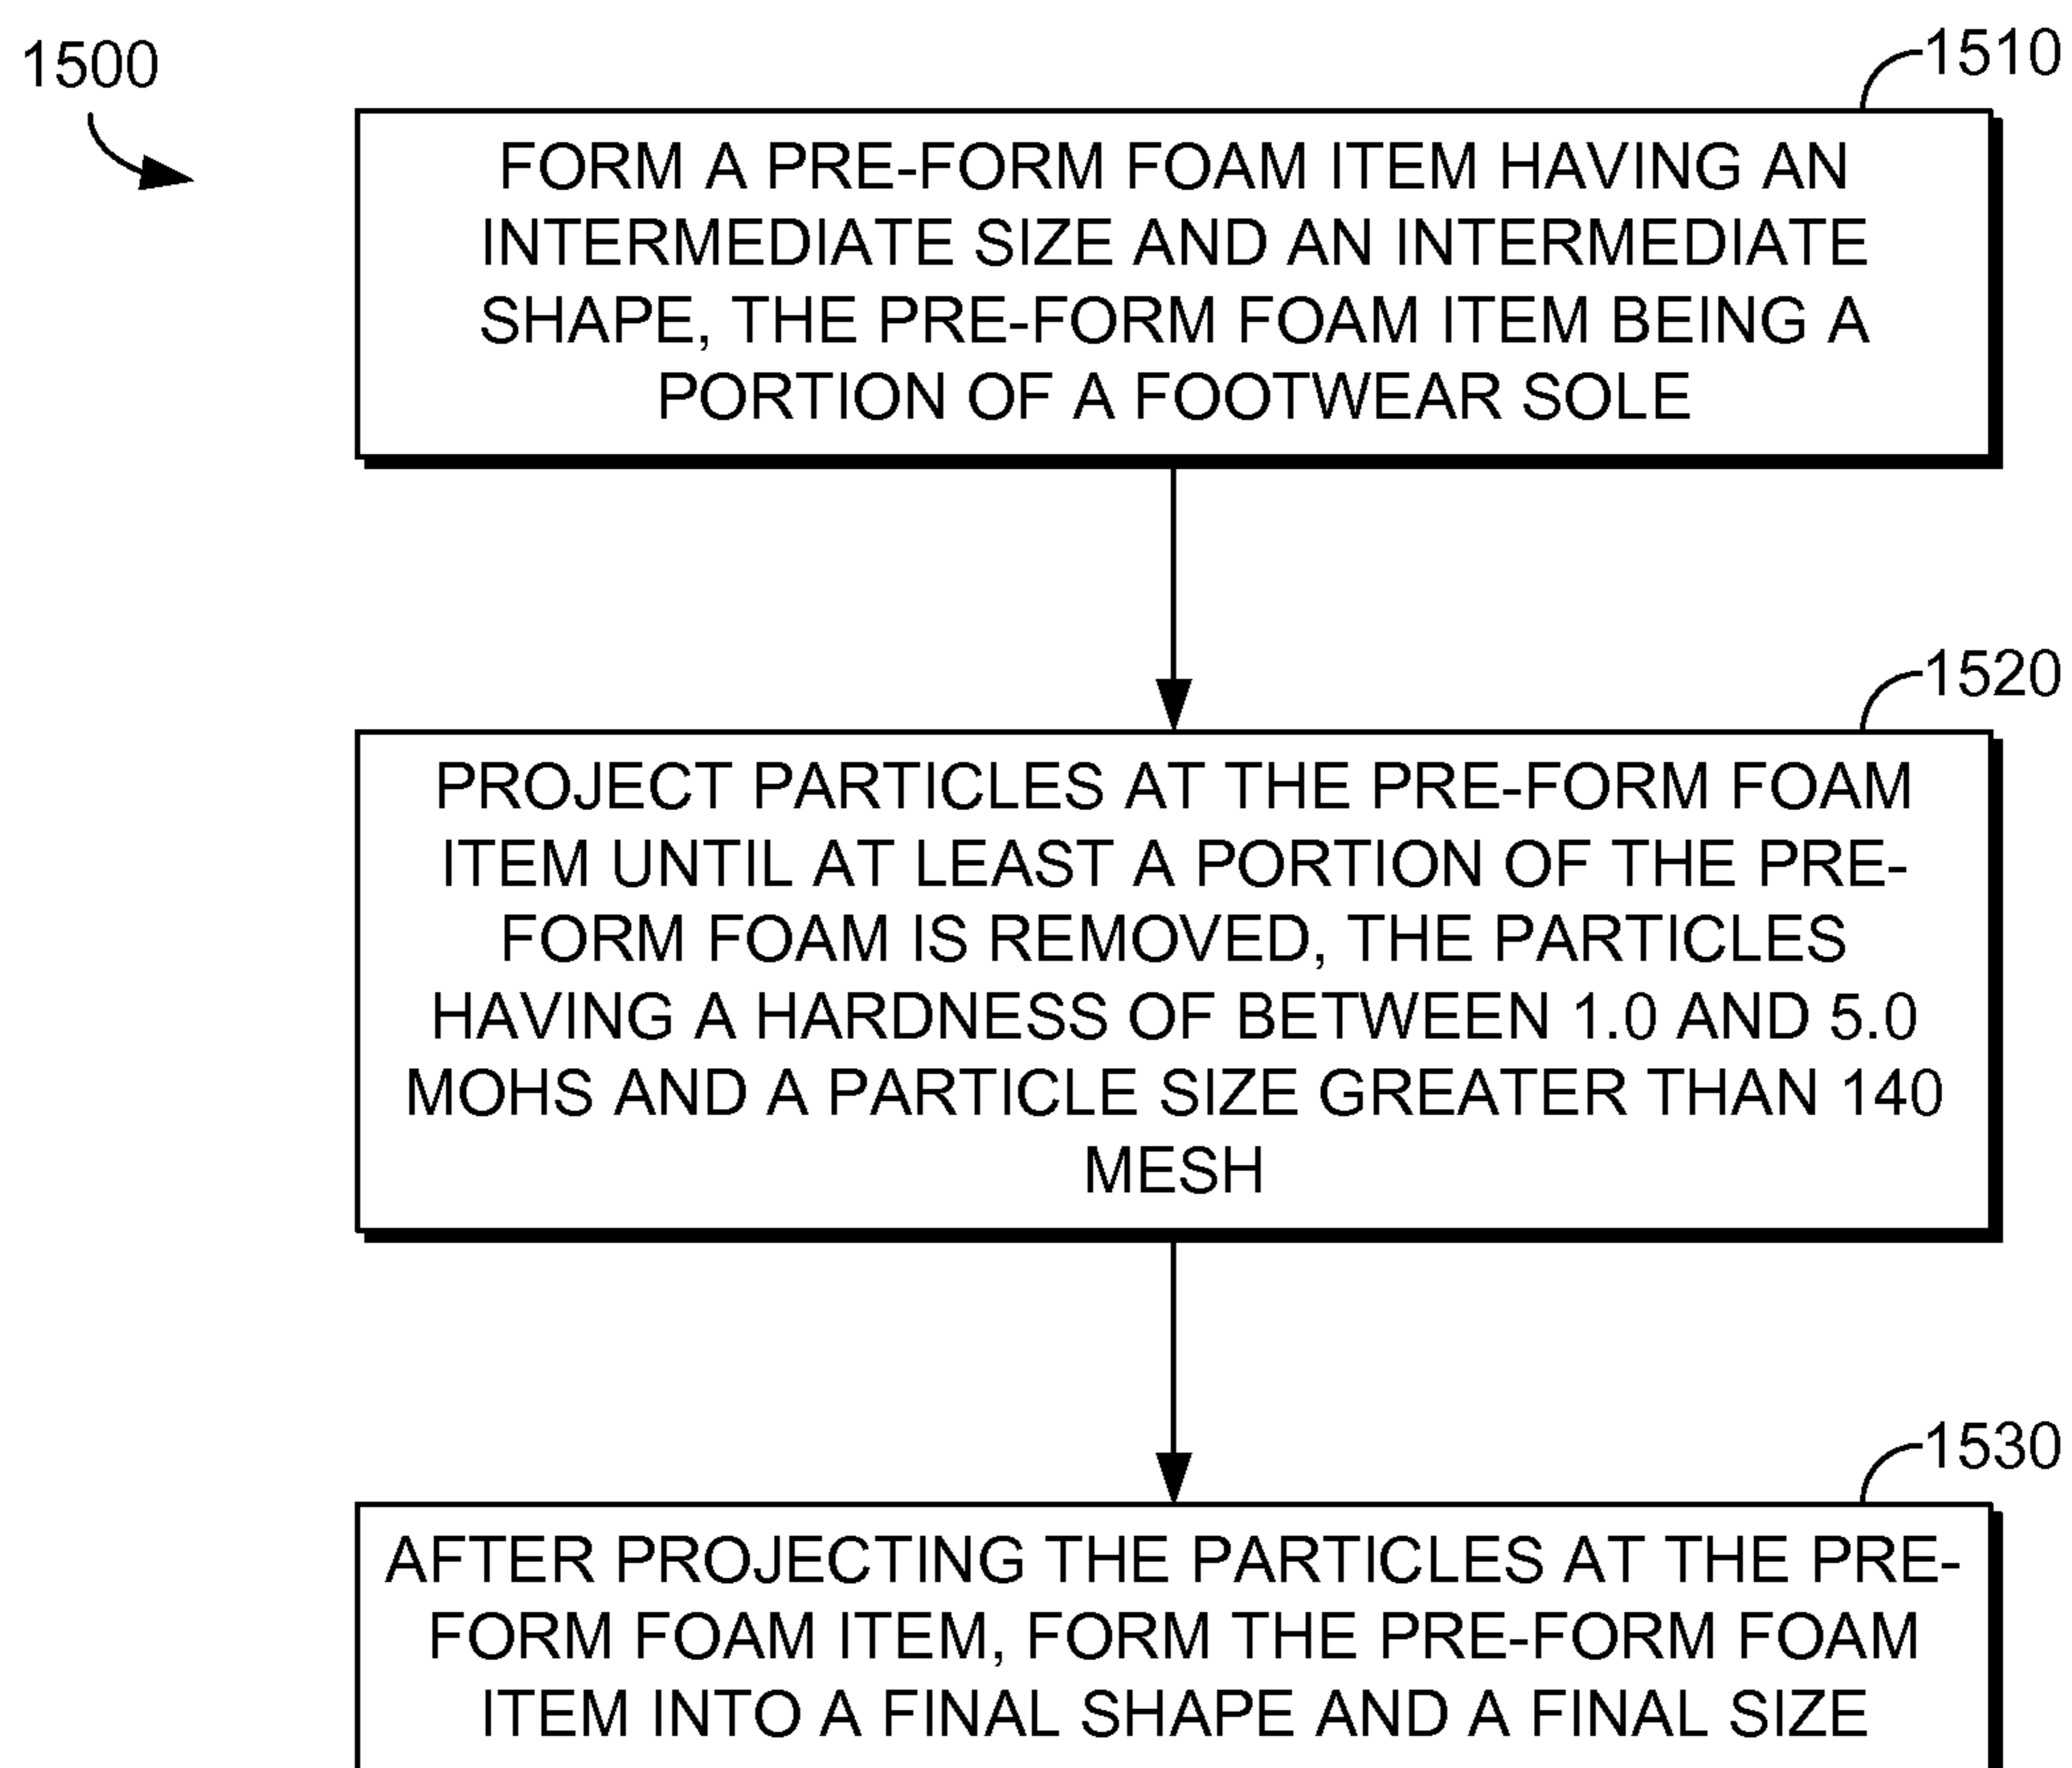 1500
1510
FORM A PRE-FORM FOAM ITEM HAVING AN
INTERMEDIATE SIZE AND AN INTERMEDIATE
SHAPE, THE PRE-FORM FOAM ITEM BEING A
PORTION OF A FOOTWEAR SOLE
1520
PROJECT PARTICLES AT THE PRE-FORM FOAM
ITEM UNTIL AT LEAST A PORTION OF THE PRE-
FORM FOAM IS REMOVED, THE PARTICLES
HAVING A HARDNESS OF BETWEEN 1.0 AND 5.0
MOHS AND A PARTICLE SIZE GREATER THAN 140
MESH
1530
AFTER PROJECTING THE PARTICLES AT THE PRE-
FORM FOAM ITEM, FORM THE PRE-FORM FOAM
ITEM INTO A FINAL SHAPE AND A FINAL SIZE